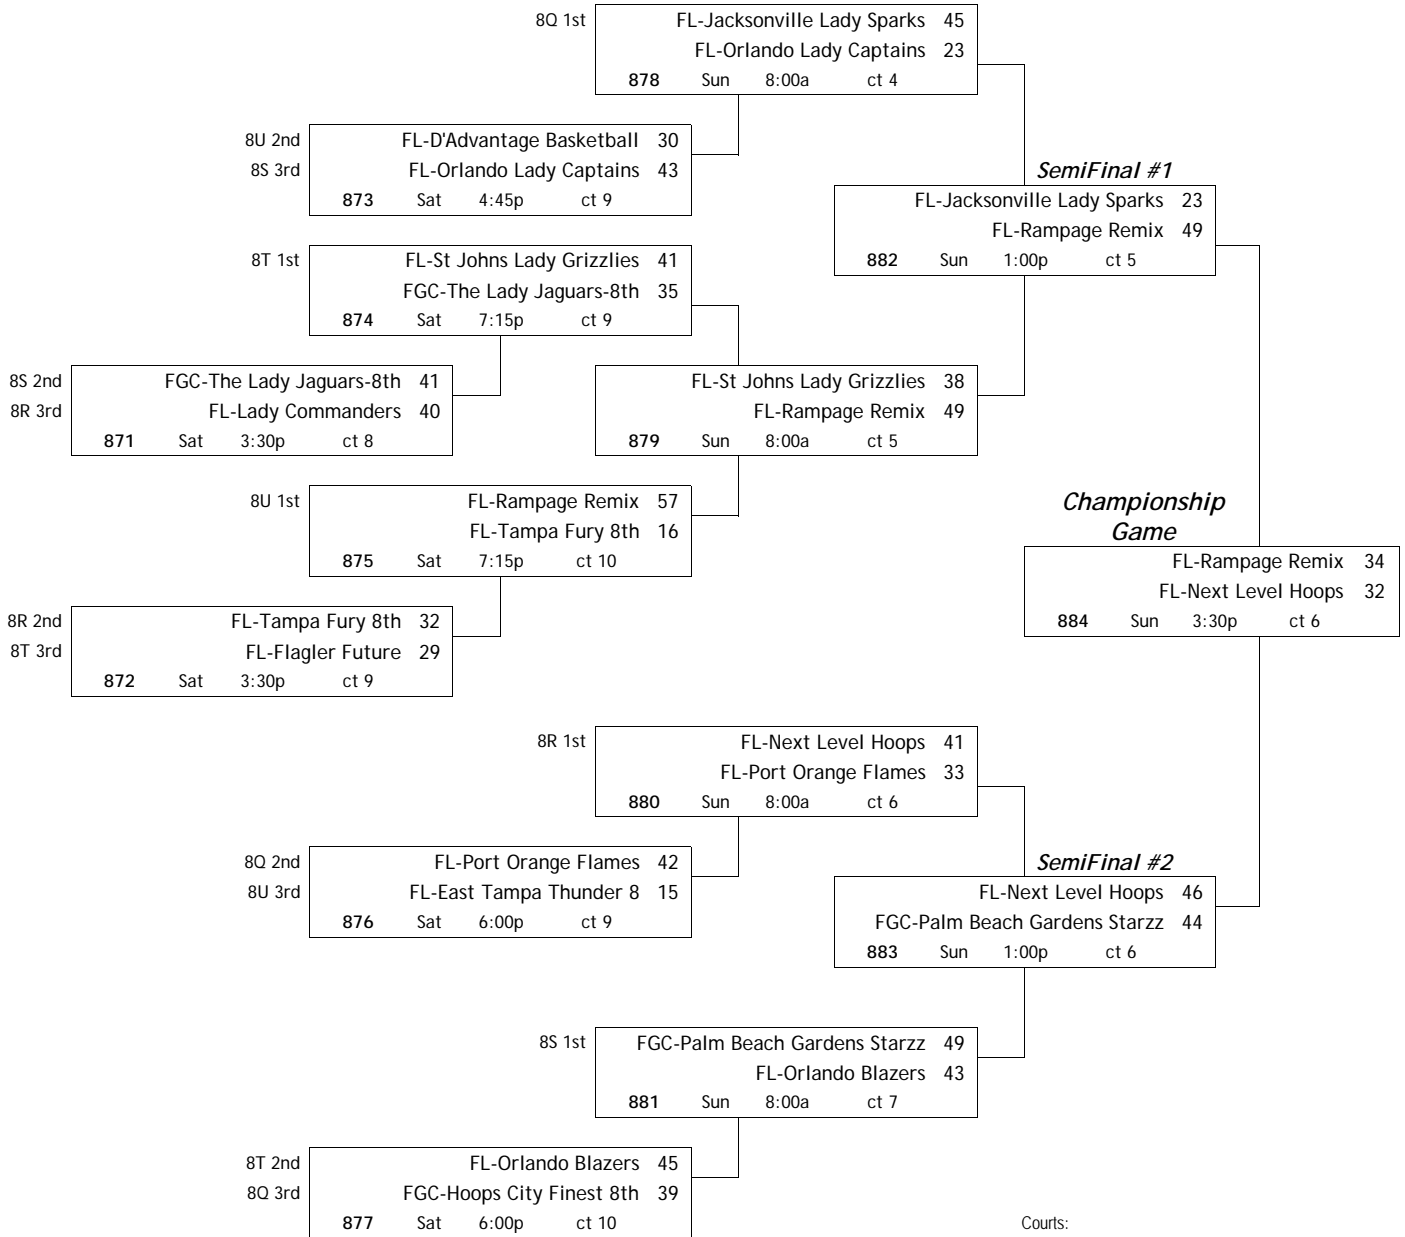 8Q 1st
FL-Jacksonville Lady Sparks 45
FL-Orlando Lady Captains 23
878 Sun 8:00a ct 4
8U 2nd
8S 3rd
FL-D'Advantage Basketball 30
FL-Orlando Lady Captains 43
873 Sat 4:45p ct 9
SemiFinal #1
FL-Jacksonville Lady Sparks 23
FL-Rampage Remix 49
882 Sun 1:00p ct 5
8T 1st
FL-St Johns Lady Grizzlies 41
FGC-The Lady Jaguars-8th 35
874 Sat 7:15p ct 9
8S 2nd
8R 3rd
FGC-The Lady Jaguars-8th 41
FL-Lady Commanders 40
871 Sat 3:30p ct 8
FL-St Johns Lady Grizzlies 38
FL-Rampage Remix 49
879 Sun 8:00a ct 5
8U 1st
FL-Rampage Remix 57
FL-Tampa Fury 8th 16
875 Sat 7:15p ct 10
Championship
Game
FL-Rampage Remix 34
FL-Next Level Hoops 32
884 Sun 3:30p ct 6
8R 2nd
8T 3rd
FL-Tampa Fury 8th 32
FL-Flagler Future 29
872 Sat 3:30p ct 9
8R 1st
FL-Next Level Hoops 41
FL-Port Orange Flames 33
880 Sun 8:00a ct 6
8Q 2nd
8U 3rd
FL-Port Orange Flames 42
FL-East Tampa Thunder 8 15
876 Sat 6:00p ct 9
SemiFinal #2
FL-Next Level Hoops 46
FGC-Palm Beach Gardens Starzz 44
883 Sun 1:00p ct 6
8S 1st
FGC-Palm Beach Gardens Starzz 49
FL-Orlando Blazers 43
881 Sun 8:00a ct 7
8T 2nd
8Q 3rd
FL-Orlando Blazers 45
FGC-Hoops City Finest 8th 39
877 Sat 6:00p ct 10
Courts: